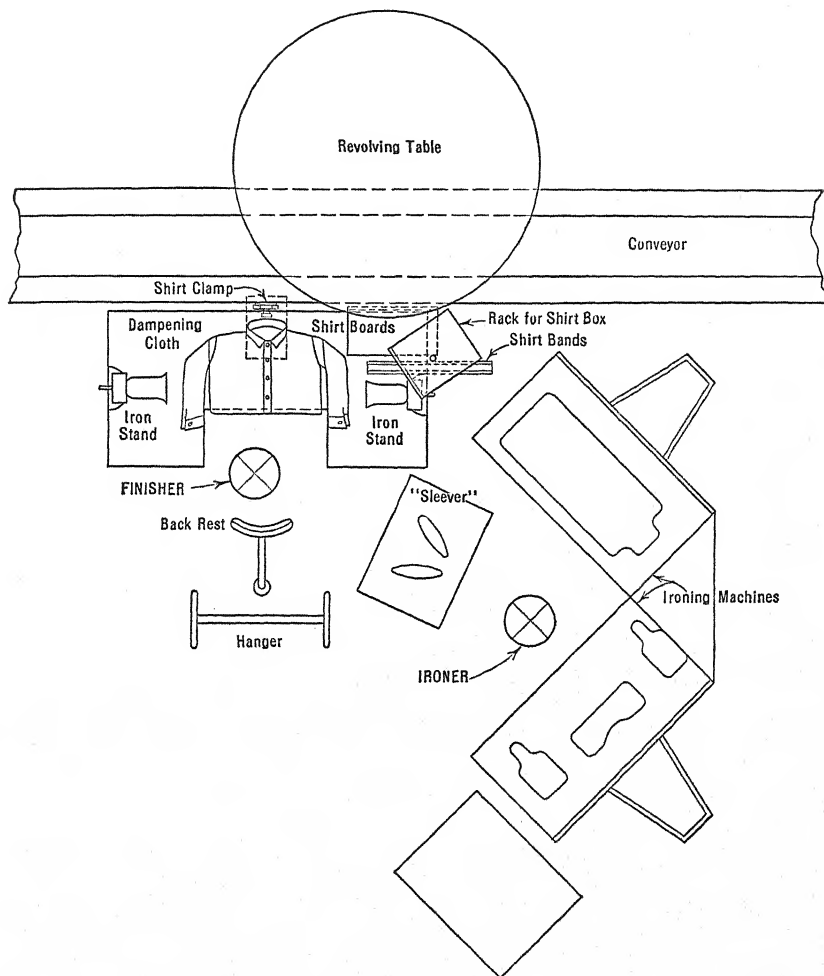 Revolving Table
Conveyor
Shirt Clamp
Dampening
Cloth
Shirt Boards
Rack for Shirt Box
Shirt Bands
Iron
Stand
Iron
Stand
FINISHER
"Sleever"
Back Rest
Ironing Machines
Hanger
IRONER